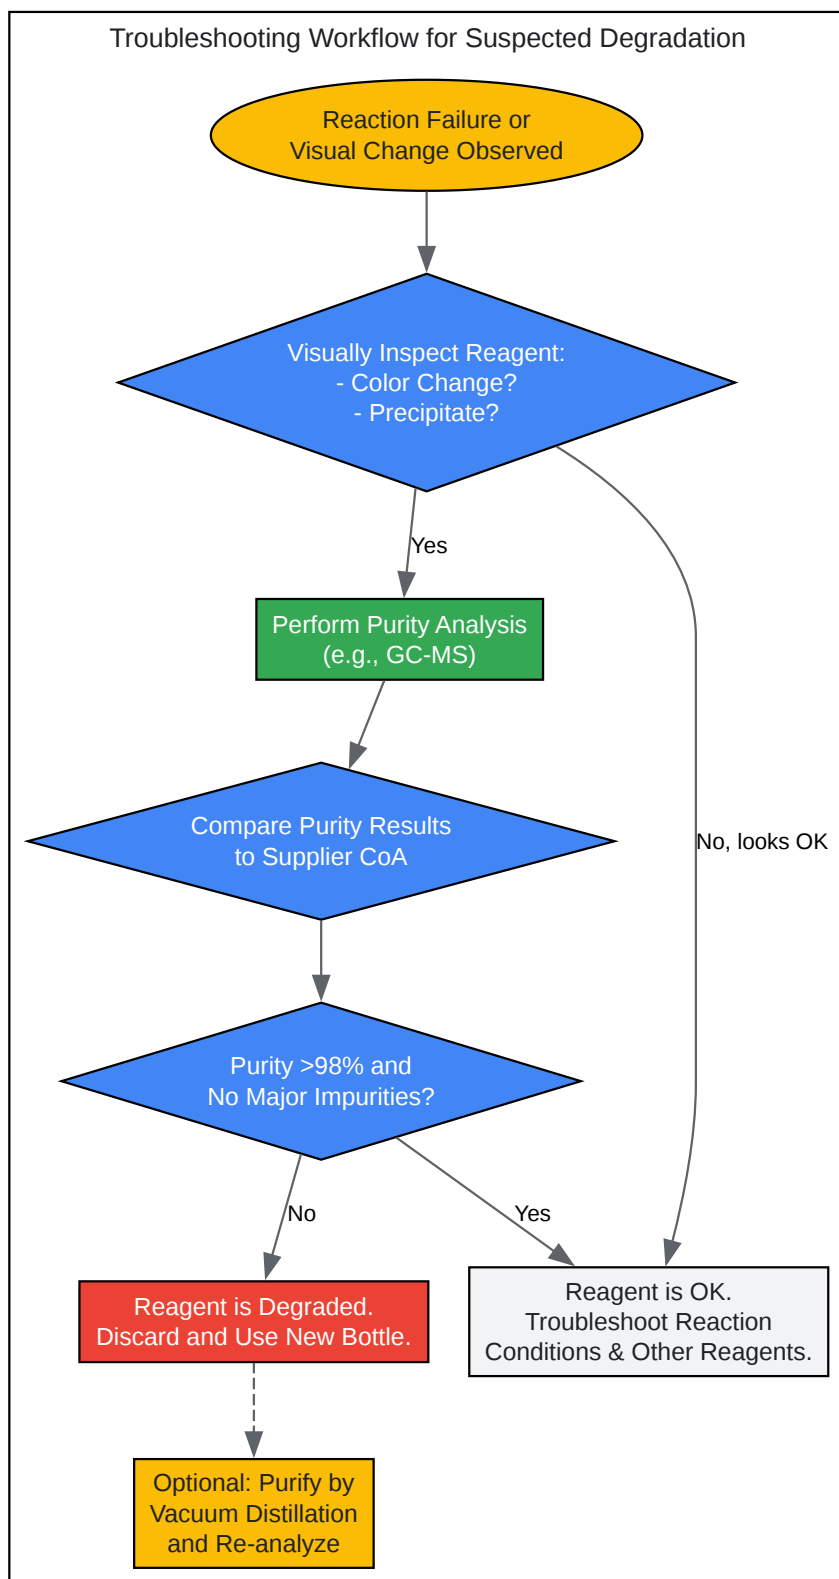 Troubleshooting Workflow for Suspected Degradation
Reaction Failure or
Visual Change Observed
Visually Inspect Reagent:
- Color Change?
- Precipitate?
Yes
Perform Purity Analysis
(e.g., GC-MS)
Compare Purity Results
to Supplier CoA
No, looks OK
Purity >98% and
No Major Impurities?
No
Yes
Reagent is Degraded.
Discard and Use New Bottle.
Reagent is OK.
Troubleshoot Reaction
Conditions & Other Reagents.
Optional: Purify by
Vacuum Distillation
and Re-analyze